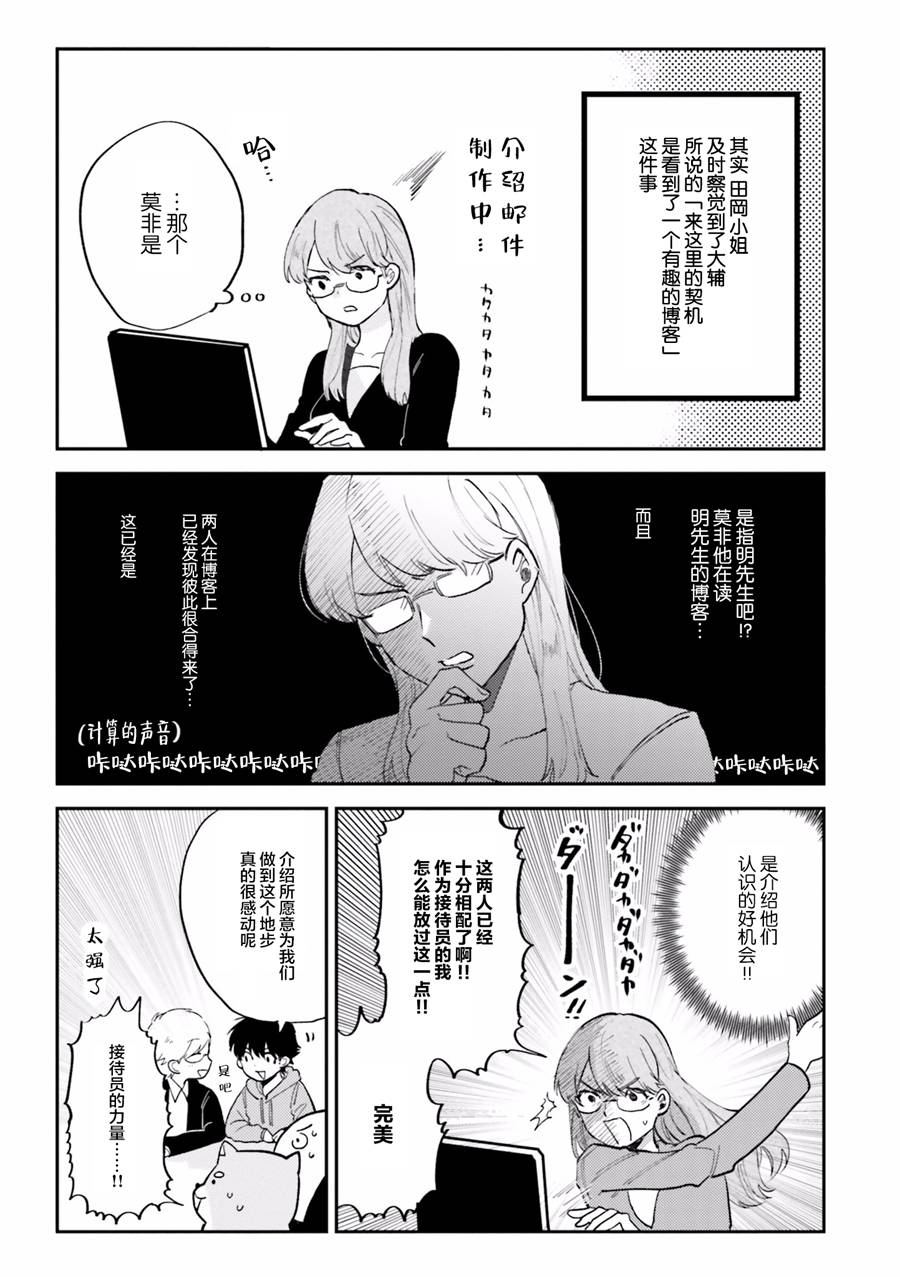 其实 田冈小姐
及时察觉到了大辅
所说的「来这里的契机
是看到了一个有趣的博客」
这件事
介绍邮件
制作中…
カタカタカタカタ
哈…
…那个
莫非是
是指明先生吧!?
莫非他在读
明先生的博客…
而且
两人在博客上
已经发现彼此很合得来了…
这已经是
(计算的声音)
咔哒咔哒咔哒咔哒咔
哒咔哒咔哒
是介绍他们
认识的好机会!!
ダカダカダカダカ
ダーーン!!
这两人已经
十分相配了啊!!
作为接待员的我
怎么能放过这一点!!
完美
介绍所愿意为我们
做到这个地步
真的很感动呢
是吧
太强了
接待员的力量……!!